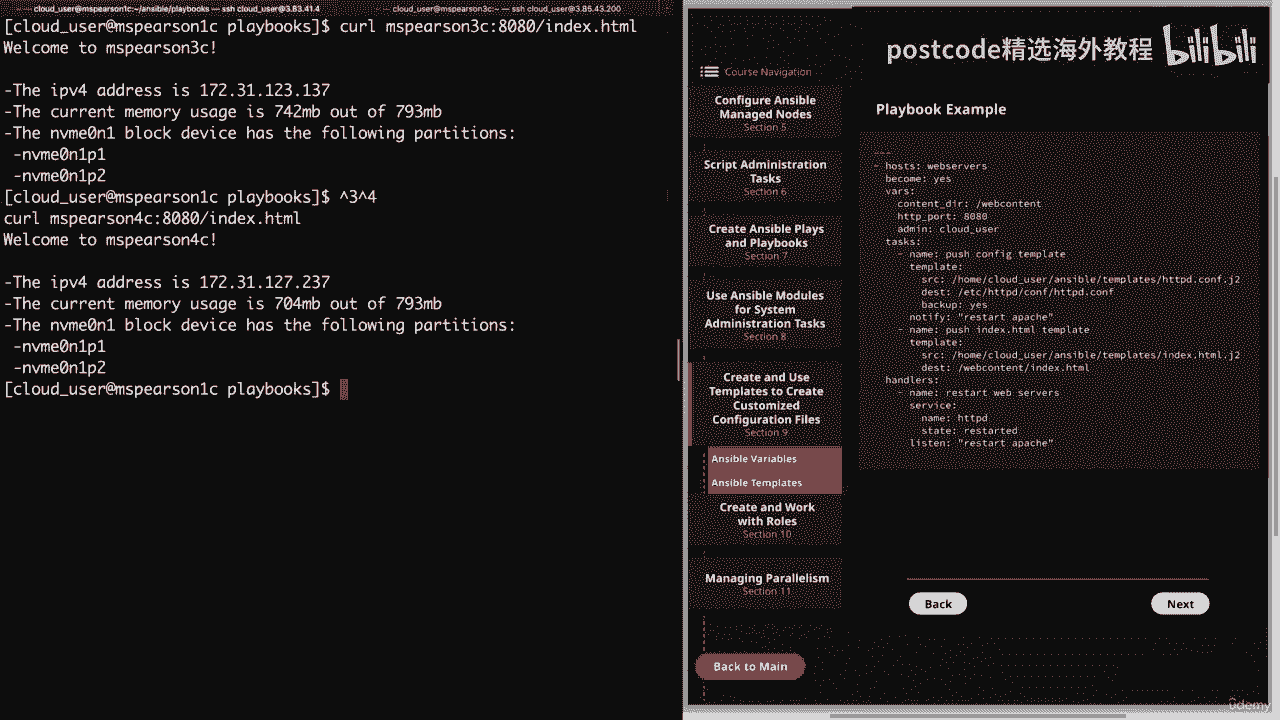 cloud_user@mspearson1c:~/ansible/playbooks — ssh cloud_user@3.83.41.4
cloud_user@mspearson3c:~ — ssh cloud_user@3.85.43.200
[cloud_user@mspearson1c playbooks]$ curl mspearson3c:8080/index.html
Welcome to mspearson3c!
-The ipv4 address is 172.31.123.137
-The current memory usage is 742mb out of 793mb
-The nvme0n1 block device has the following partitions:
-nvme0n1p1
-nvme0n1p2
[cloud_user@mspearson1c playbooks]$ ^3^4
curl mspearson4c:8080/index.html
Welcome to mspearson4c!
-The ipv4 address is 172.31.127.237
-The current memory usage is 704mb out of 793mb
-The nvme0n1 block device has the following partitions:
-nvme0n1p1
-nvme0n1p2
[cloud_user@mspearson1c playbooks]$
postcode精选海外教程 bilibili
Course Navigation
Configure Ansible
Managed Nodes
Section 5
Script Administration
Tasks
Section 6
Create Ansible Plays
and Playbooks
Section 7
Use Ansible Modules
for System
Administration Tasks
Section 8
Create and Use
Templates to Create
Customized
Configuration Files
Section 9
Ansible Variables
Ansible Templates
Create and Work
with Roles
Section 10
Managing Parallelism
Section 11
Back to Main
Playbook Example
---
- hosts: webservers
become: yes
vars:
content_dir: /webcontent
http_port: 8080
admin: cloud_user
tasks:
- name: push config template
template:
src: /home/cloud_user/ansible/templates/httpd.conf.j2
dest: /etc/httpd/conf/httpd.conf
backup: yes
notify: "restart apache"
- name: push index.html template
template:
src: /home/cloud_user/ansible/templates/index.html.j2
dest: /webcontent/index.html
handlers:
- name: restart web servers
service:
name: httpd
state: restarted
listen: "restart apache"
Back
Next
udemy